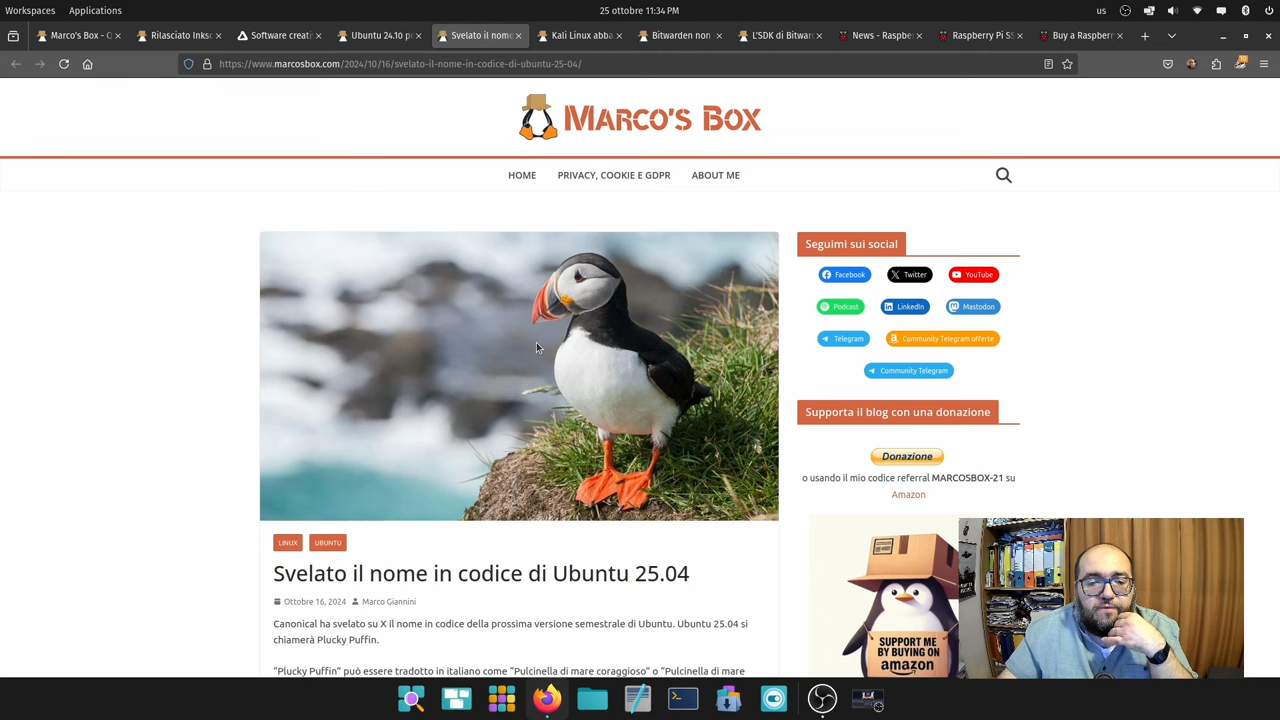 Workspaces Applications 25 ottobre 11:34 PM us
Marco's Box - Q Rilasciato Inksc Software creati Ubuntu 24.10 pc Svelato il nome Kali Linux abba Bitwarden non L'SDK di Bitwar News - Raspbe Raspberry Pi SS Buy a Raspberr
https://www.marcosbox.com/2024/10/16/svelato-il-nome-in-codice-di-ubuntu-25-04/
MARCO'S BOX
HOME PRIVACY, COOKIE E GDPR ABOUT ME
Seguimi sui social
Facebook Twitter YouTube
Podcast LinkedIn Mastodon
Telegram Community Telegram offerte
Community Telegram
Supporta il blog con una donazione
Donazione
o usando il mio codice referral MARCOSBOX-21 su
Amazon
SUPPORT ME
BY BUYING ON
amazon
LINUX UBUNTU
Svelato il nome in codice di Ubuntu 25.04
Ottobre 16, 2024 Marco Giannini
Canonical ha svelato su X il nome in codice della prossima versione semestrale di Ubuntu. Ubuntu 25.04 si
chiamerà Plucky Puffin.
"Plucky Puffin" può essere tradotto in italiano come "Pulcinella di mare coraggioso" o "Pulcinella di mare